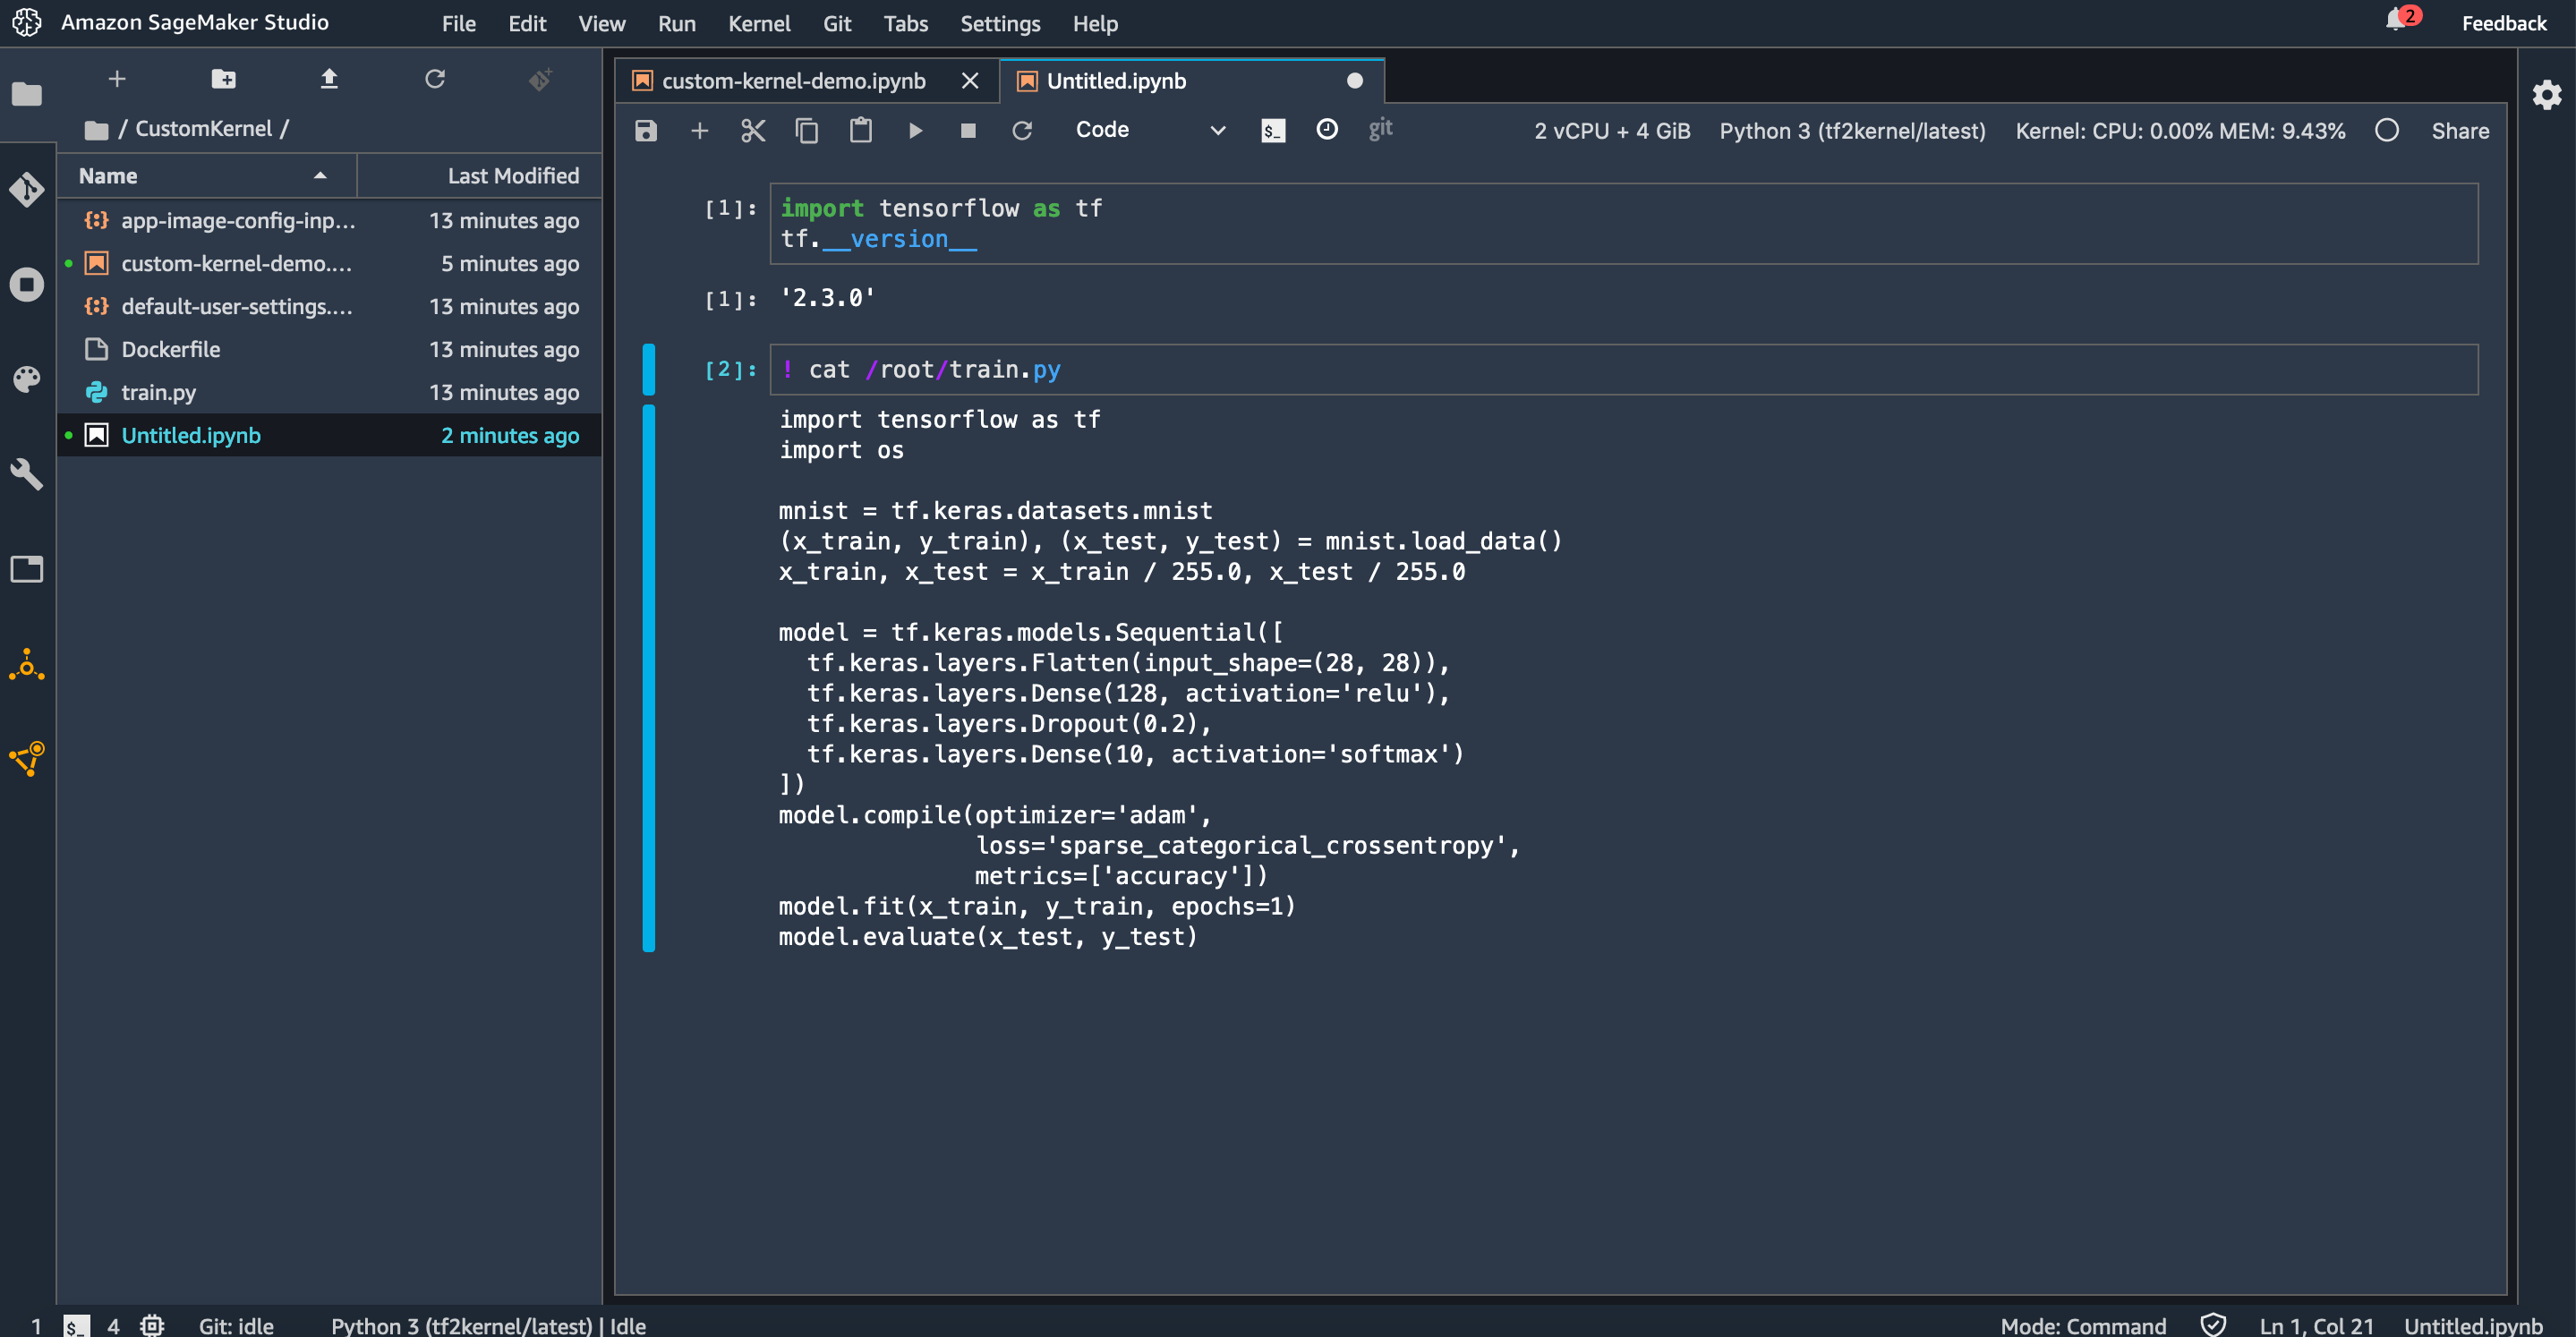 Amazon SageMaker Studio File Edit View Run Kernel Git Tabs Settings Help 2 Feedback
/ CustomKernel /
Name Last Modified
app-image-config-inp... 13 minutes ago
custom-kernel-demo.... 5 minutes ago
default-user-settings.... 13 minutes ago
Dockerfile 13 minutes ago
train.py 13 minutes ago
Untitled.ipynb 2 minutes ago
custom-kernel-demo.ipynb Untitled.ipynb
Code $_ git 2 vCPU + 4 GiB Python 3 (tf2kernel/latest) Kernel: CPU: 0.00% MEM: 9.43% Share
[1]: import tensorflow as tf
tf.__version__
[1]: '2.3.0'
[2]: ! cat /root/train.py
import tensorflow as tf
import os
mnist = tf.keras.datasets.mnist
(x_train, y_train), (x_test, y_test) = mnist.load_data()
x_train, x_test = x_train / 255.0, x_test / 255.0
model = tf.keras.models.Sequential([
  tf.keras.layers.Flatten(input_shape=(28, 28)),
  tf.keras.layers.Dense(128, activation='relu'),
  tf.keras.layers.Dropout(0.2),
  tf.keras.layers.Dense(10, activation='softmax')
])
model.compile(optimizer='adam',
              loss='sparse_categorical_crossentropy',
              metrics=['accuracy'])
model.fit(x_train, y_train, epochs=1)
model.evaluate(x_test, y_test)
1 $_ 4 Git: idle Python 3 (tf2kernel/latest) | Idle Mode: Command Ln 1, Col 21 Untitled.ipynb